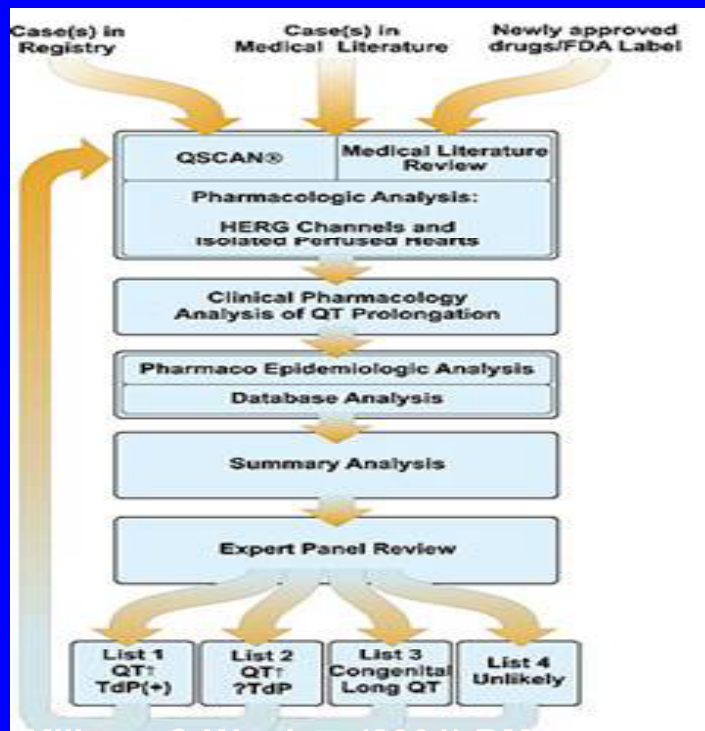 Case(s) in
Registry
Case(s) in
Medical Literature
Newly approved
drugs/FDA Label
QSCAN®
Medical Literature
Review
Pharmacologic Analysis:
HERG Channels and
Isolated Perfused Hearts
Clinical Pharmacology
Analysis of QT Prolongation
Pharmaco Epidemiologic Analysis
Database Analysis
Summary Analysis
Expert Panel Review
List 1
QT↑
TdP(+)
List 2
QT↑
?TdP
List 3
Congenital
Long QT
List 4
Unlikely